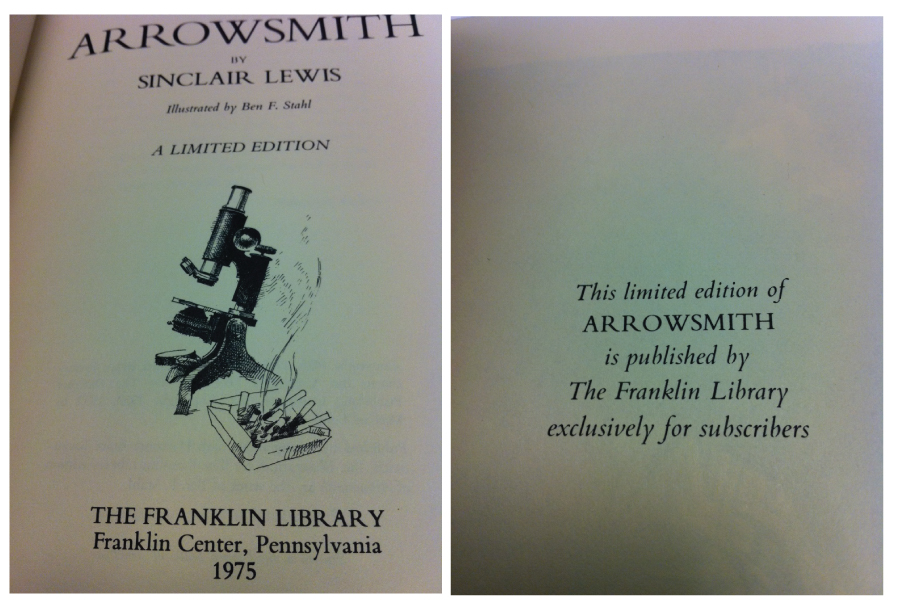 ARROWSMITH
BY
SINCLAIR LEWIS
Illustrated by Ben F. Stahl
A LIMITED EDITION
THE FRANKLIN LIBRARY
Franklin Center, Pennsylvania
1975
This limited edition of
ARROWSMITH
is published by
The Franklin Library
exclusively for subscribers